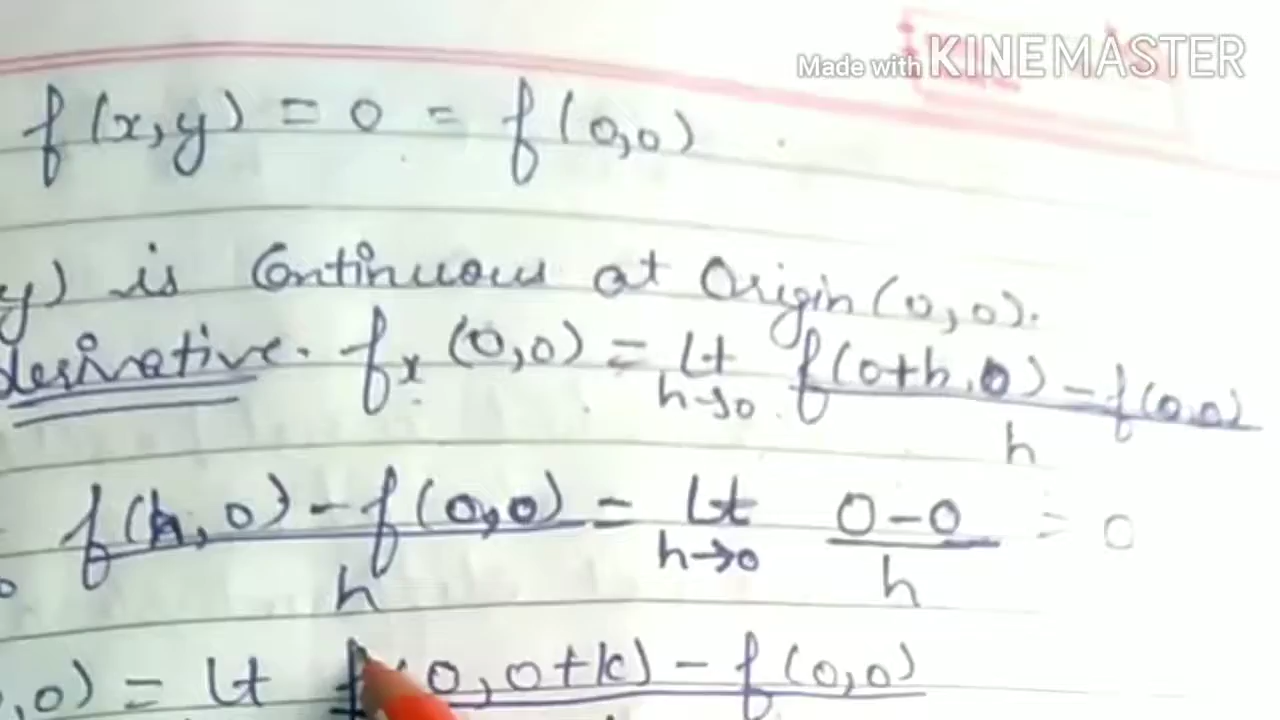 Made with KINEMASTER
f(x,y) = 0 = f(0,0)
y) is Continuous at Origin (0,0).
derivative. fx (0,0) = Lt f(0+h,0) - f(0,0)
h→0 h
f(h,0) - f(0,0) = Lt 0-0 = 0
h h→0 h
0
,0) = Lt f(0,0+k) - f(0,0)